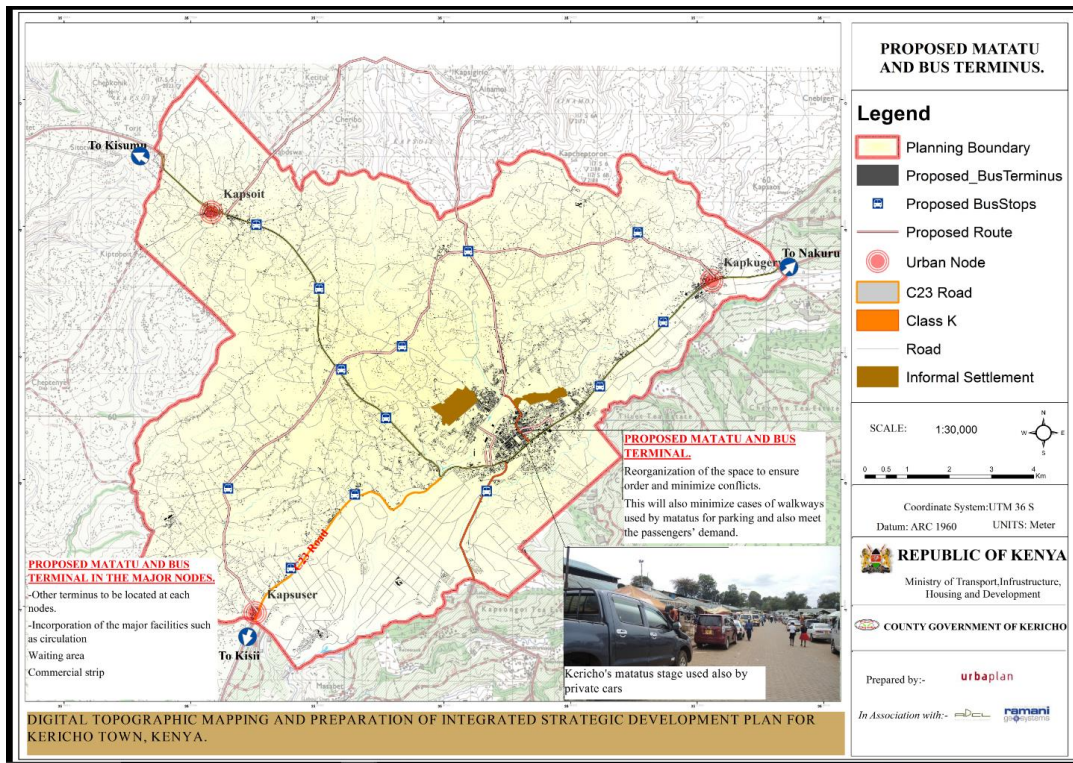 PROPOSED MATATU
AND BUS TERMINUS.
Legend
Planning Boundary
Proposed_BusTerminus
Proposed BusStops
Proposed Route
Urban Node
C23 Road
Class K
Road
Informal Settlement
SCALE: 1:30,000
N
W E
S
0 0.5 1 2 3 4
Km
Coordinate System:UTM 36 S
Datum: ARC 1960 UNITS: Meter
REPUBLIC OF KENYA
Ministry of Transport,Infrustructure,
Housing and Development
COUNTY GOVERNMENT OF KERICHO
Prepared by:- urbaplan
In Association with:- ramani
geosystems
To Kisumu
Kapsoit
To Nakuru
C23 Road
Kapsuser
To Kisii
PROPOSED MATATU AND BUS
TERMINAL.
Reorganization of the space to ensure
order and minimize conflicts.
This will also minimize cases of walkways
used by matatus for parking and also meet
the passengers' demand.
PROPOSED MATATU AND BUS
TERMINAL IN THE MAJOR NODES.
-Other terminus to be located at each
nodes.
-Incorporation of the major facilities such
as circulation
Waiting area
Commercial strip
Kericho's matatus stage used also by
private cars
DIGITAL TOPOGRAPHIC MAPPING AND PREPARATION OF INTEGRATED STRATEGIC DEVELOPMENT PLAN FOR
KERICHO TOWN, KENYA.